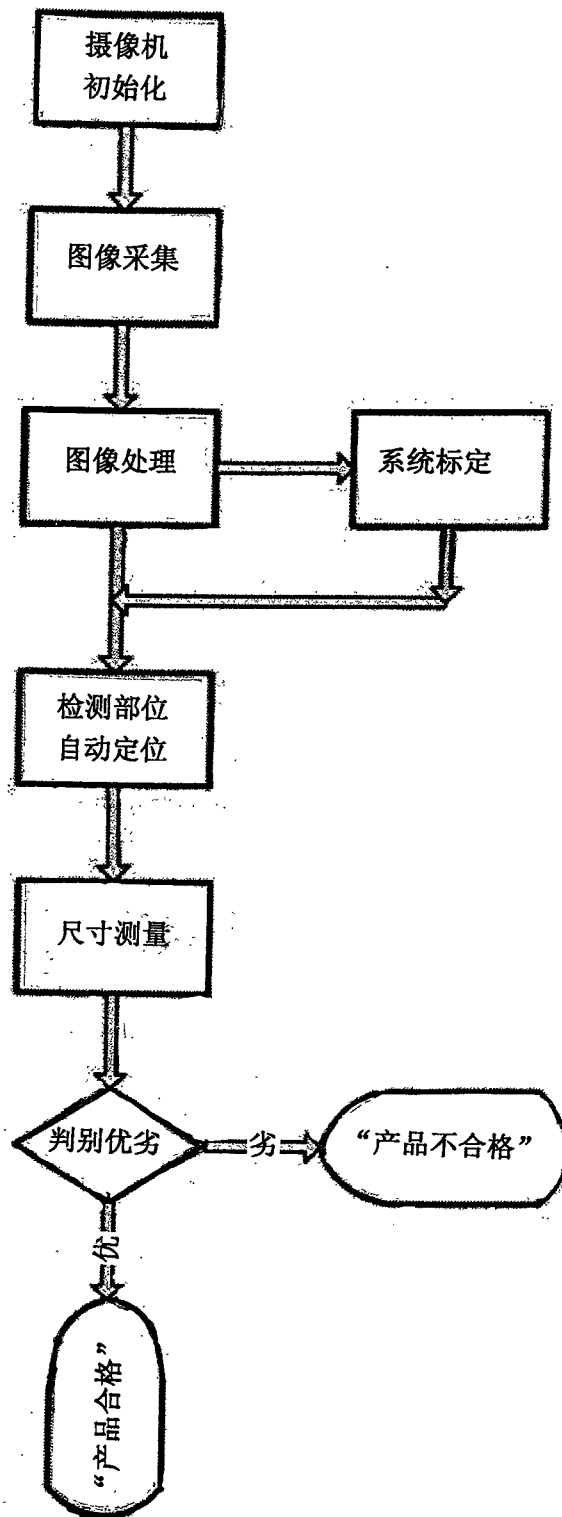 摄像机
初始化
图像采集
图像处理
系统标定
检测部位
自动定位
尺寸测量
判别优劣
劣
“产品不合格”
优
“产品合格”